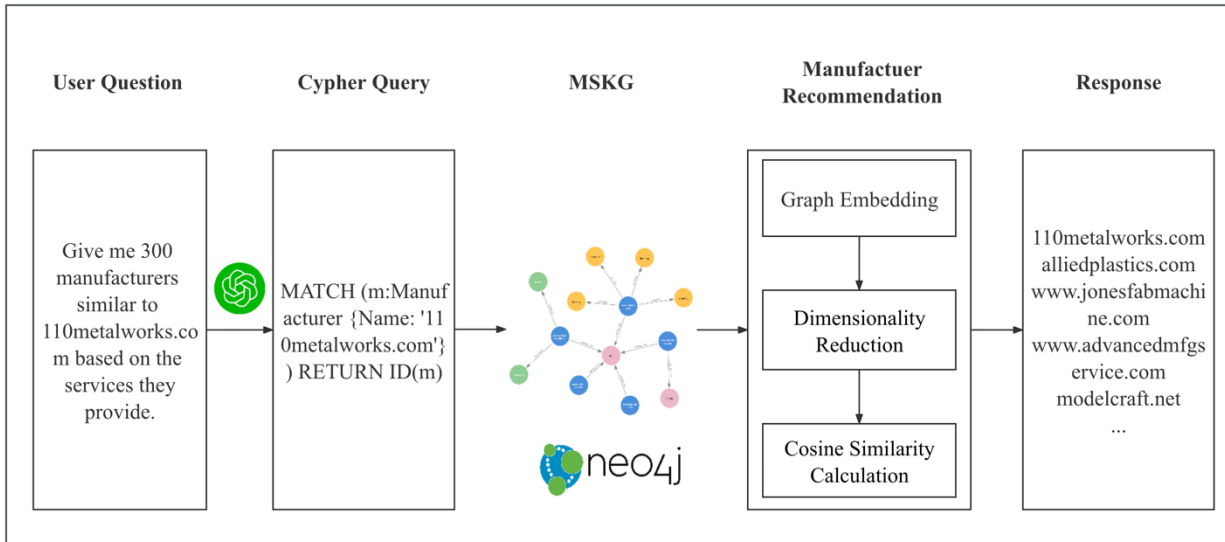 User Question
Give me 300
manufacturers
similar to
110metalworks.co
m based on the
services they
provide.
Cypher Query
MATCH (m:Manuf
acturer {Name: '11
0metalworks.com'}
) RETURN ID(m)
MSKG
neo4j
Manufactuer
Recommendation
Graph Embedding
Dimensionality
Reduction
Cosine Similarity
Calculation
Response
110metalworks.com
alliedplastics.com
www.jonesfabmachi
ne.com
www.advancedmfgs
ervice.com
modelcraft.net
...